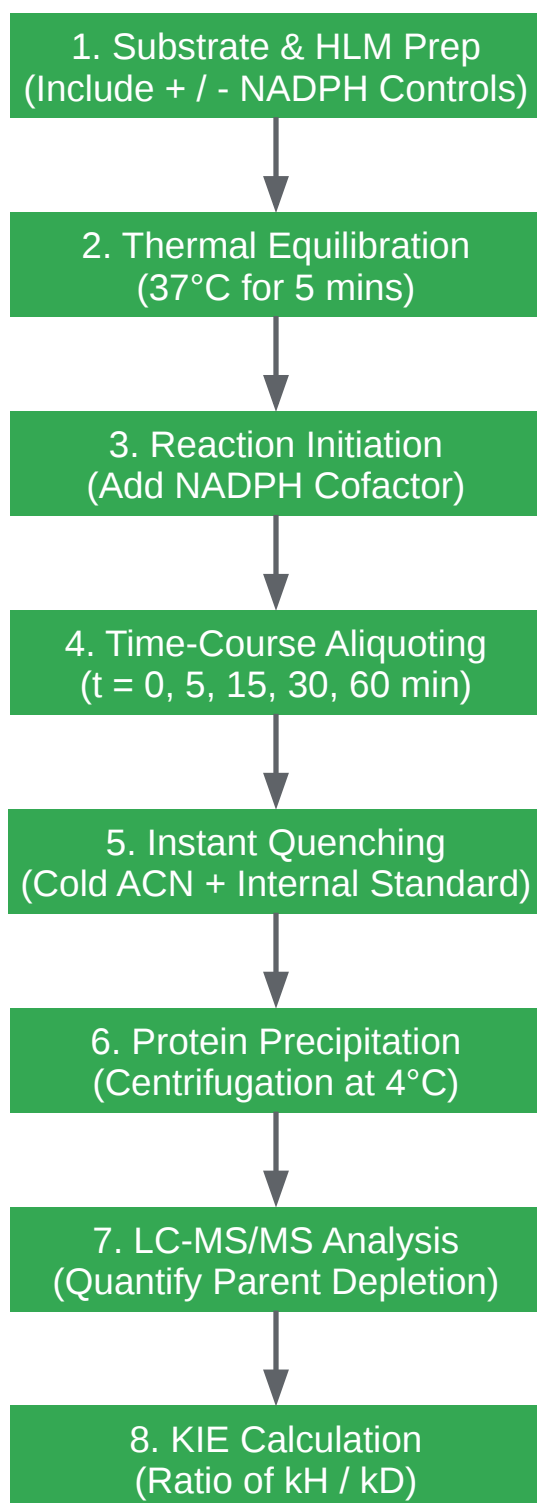 1. Substrate & HLM Prep
(Include + / - NADPH Controls)
2. Thermal Equilibration
(37°C for 5 mins)
3. Reaction Initiation
(Add NADPH Cofactor)
4. Time-Course Aliquoting
(t = 0, 5, 15, 30, 60 min)
5. Instant Quenching
(Cold ACN + Internal Standard)
6. Protein Precipitation
(Centrifugation at 4°C)
7. LC-MS/MS Analysis
(Quantify Parent Depletion)
8. KIE Calculation
(Ratio of kH / kD)